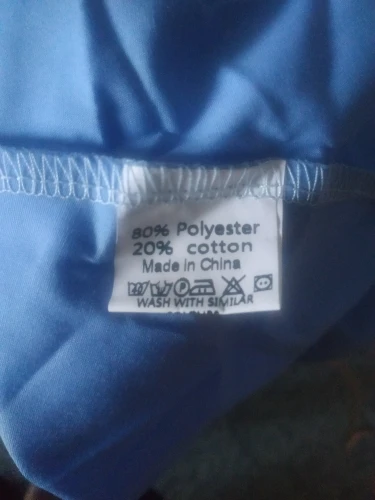 80% Polyester
20% cotton
Made in China
WASH WITH SIMILAR